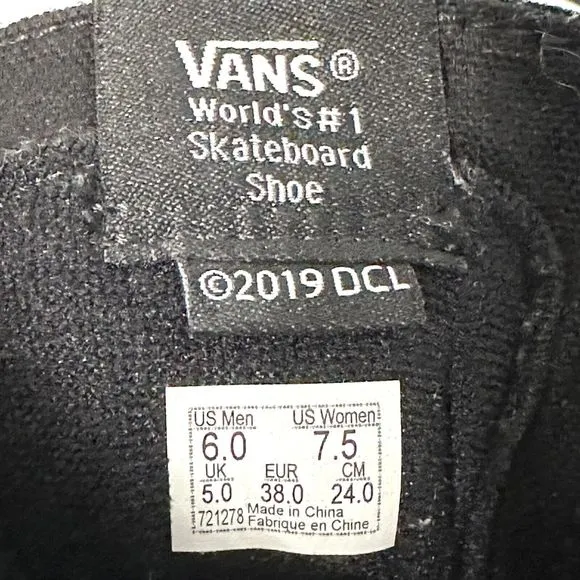 VANS®
World's #1
Skateboard
Shoe
©2019 DCL
US Men US Women
6.0 7.5
UK EUR CM
5.0 38.0 24.0
721278 Made in China
Fabrique en Chine